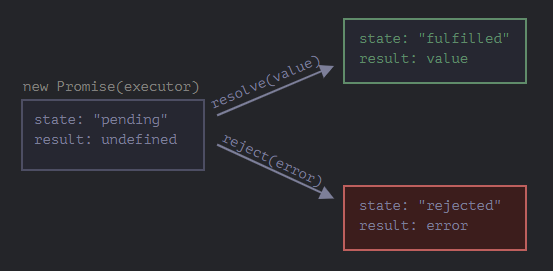 new Promise(executor)
state: "pending"
result: undefined
resolve(value)
state: "fulfilled"
result: value
reject(error)
state: "rejected"
result: error